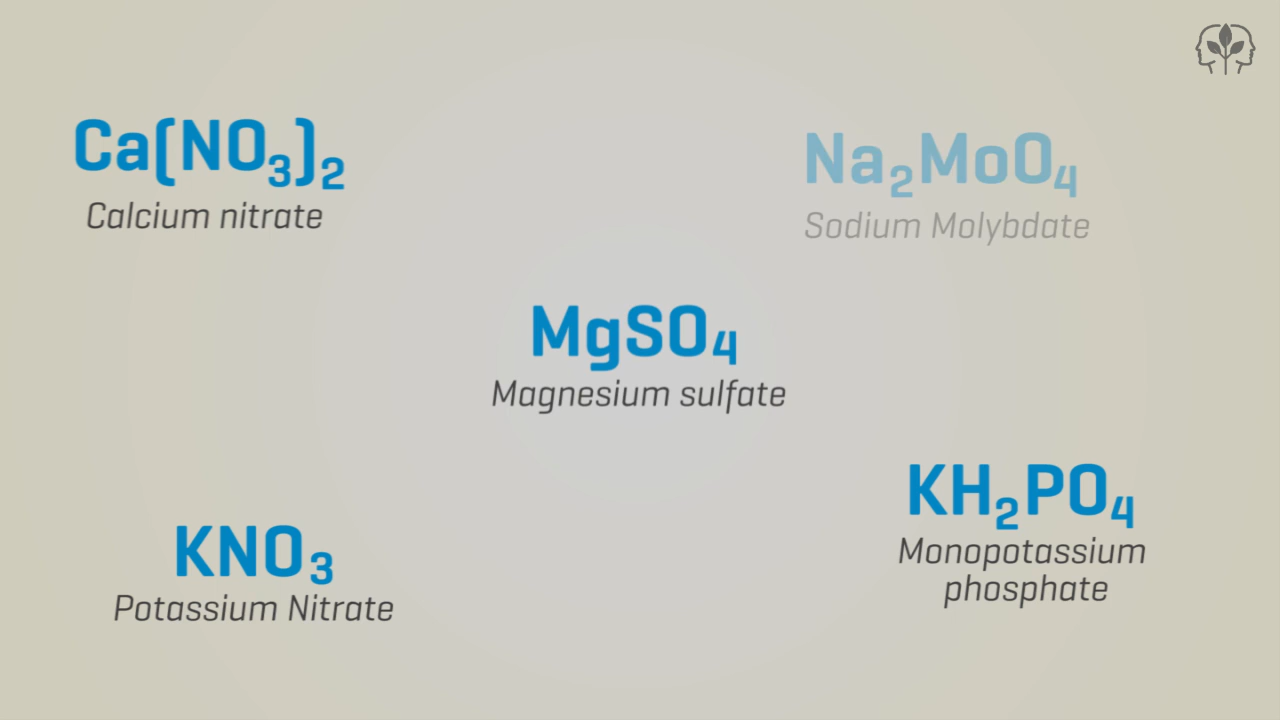 Ca(NO₃)₂
Calcium nitrate
Na₂MoO₄
Sodium Molybdate
MgSO₄
Magnesium sulfate
KNO₃
Potassium Nitrate
KH₂PO₄
Monopotassium
phosphate